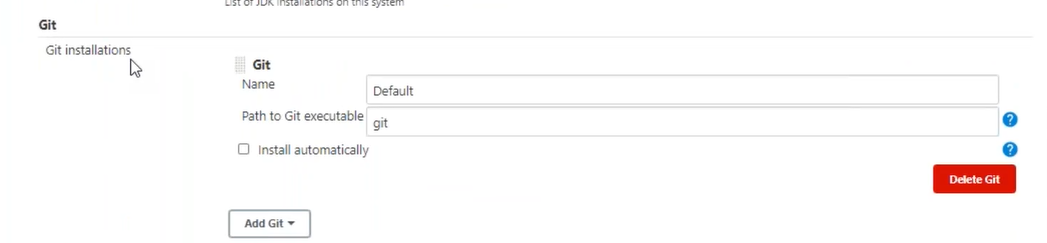 List of JDK installations on this system
Git
Git installations
Git
Name
Default
Path to Git executable
git
?
Install automatically
?
Delete Git
Add Git